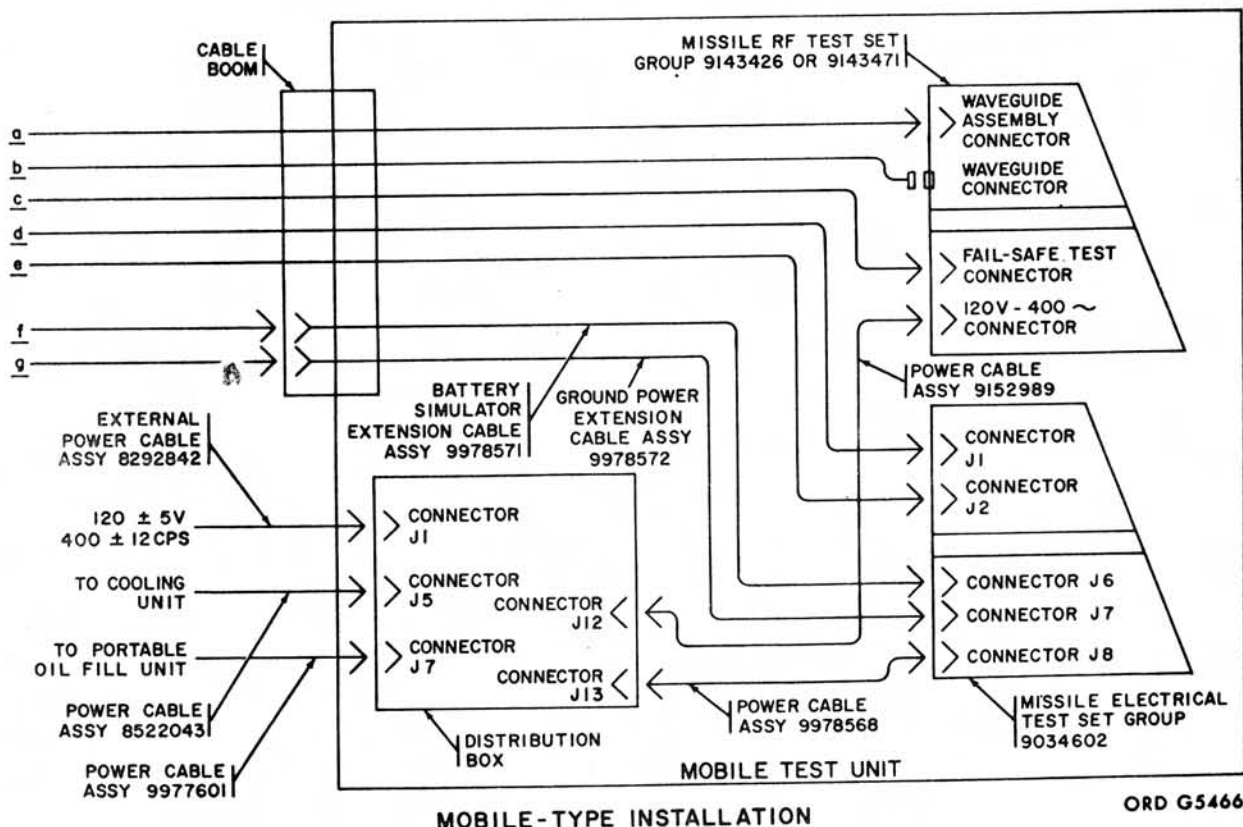 CABLE
BOOM
MISSILE RF TEST SET
GROUP 9143426 OR 9143471
a
b
c
d
e
f
g
WAVEGUIDE
ASSEMBLY
CONNECTOR
WAVEGUIDE
CONNECTOR
FAIL-SAFE TEST
CONNECTOR
120V - 400 ~
CONNECTOR
POWER CABLE
ASSY 9152989
BATTERY
SIMULATOR
EXTENSION CABLE
ASSY 9978571
GROUND POWER
EXTENSION
CABLE ASSY
9978572
EXTERNAL
POWER CABLE
ASSY 8292842
120 ± 5V
400 ± 12CPS
TO COOLING
UNIT
TO PORTABLE
OIL FILL UNIT
POWER CABLE
ASSY 8522043
POWER CABLE
ASSY 9977601
CONNECTOR
J1
CONNECTOR
J5
CONNECTOR
J7
CONNECTOR
J12
CONNECTOR
J13
DISTRIBUTION
BOX
POWER CABLE
ASSY 9978568
CONNECTOR
J1
CONNECTOR
J2
CONNECTOR J6
CONNECTOR J7
CONNECTOR J8
MISSILE ELECTRICAL
TEST SET GROUP
9034602
MOBILE TEST UNIT
MOBILE-TYPE INSTALLATION
ORD G5466